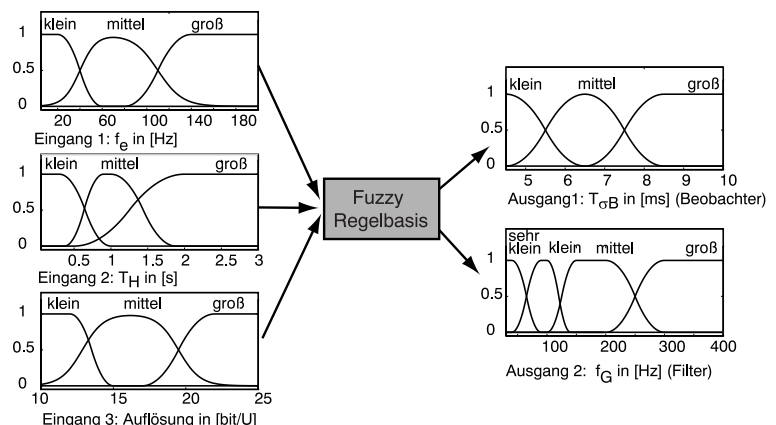 klein mittel groß
1
0.5
0
20 60 100 140 180
Eingang 1: fe in [Hz]
klein mittel groß
1
0.5
0
0.5 1 1.5 2 2.5 3
Eingang 2: TH in [s]
klein mittel groß
1
0.5
0
10 15 20 25
Eingang 3: Auflösung in [bit/U]
Fuzzy
Regelbasis
klein mittel groß
1
0.5
0
5 6 7 8 9 10
Ausgang1: TσB in [ms] (Beobachter)
sehr
klein klein mittel groß
1
0.5
0
100 200 300 400
Ausgang 2: fG in [Hz] (Filter)